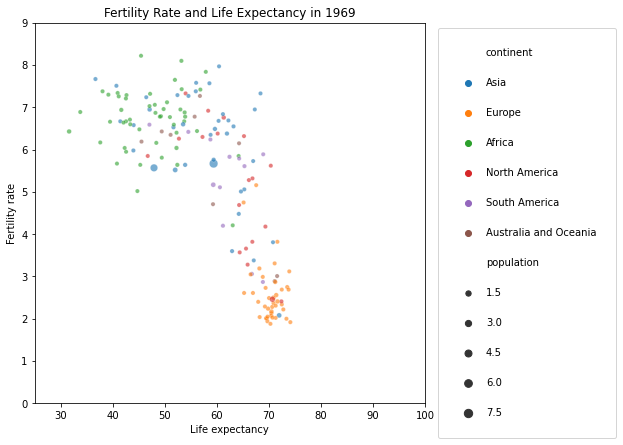 Fertility Rate and Life Expectancy in 1969
9
8
7
6
5
4
3
2
1
0
Fertility rate
30 40 50 60 70 80 90 100
Life expectancy
continent
Asia
Europe
Africa
North America
South America
Australia and Oceania
population
1.5
3.0
4.5
6.0
7.5